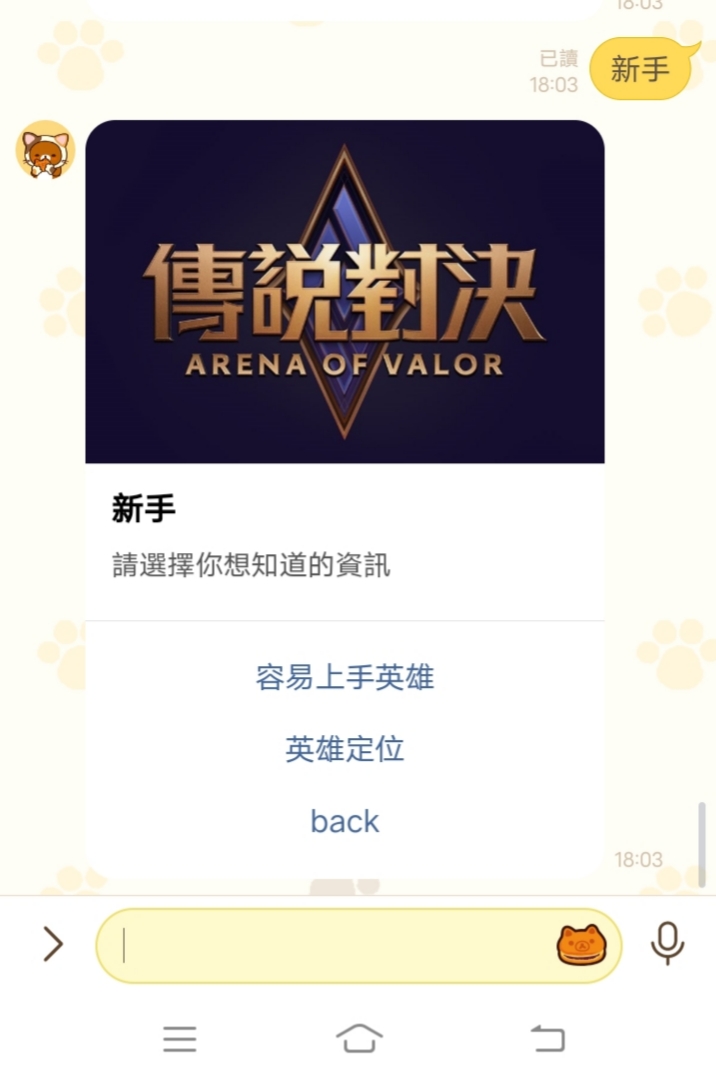 18:03
已讀
18:03
新手
傳說對決
ARENA OF VALOR
新手
請選擇你想知道的資訊
容易上手英雄
英雄定位
back
18:03